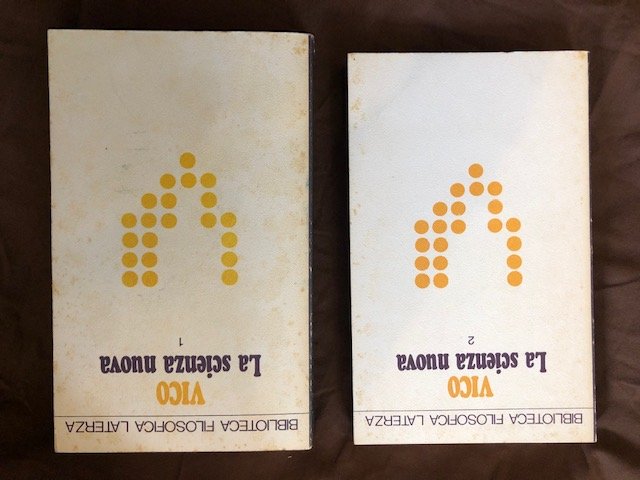 BIBLIOTECA FILOSOFICA LATERZA
VICO
La scienza nuova
1
BIBLIOTECA FILOSOFICA LATERZA
VICO
La scienza nuova
2